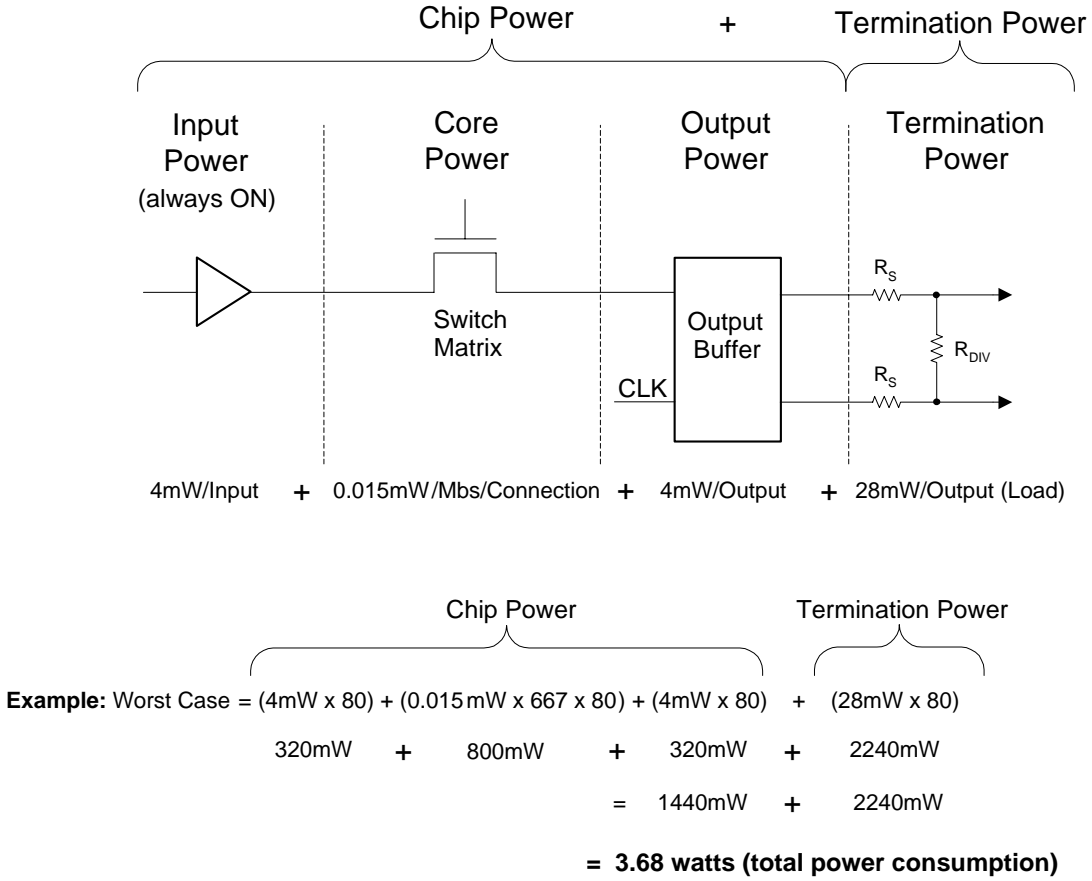 Chip Power + Termination Power
Input Power (always ON)
Core Power
Output Power
Termination Power
Switch Matrix
Output Buffer
CLK
RS
RDIV
RS
4mW/Input + 0.015mW/Mbs/Connection + 4mW/Output + 28mW/Output (Load)
Chip Power Termination Power
Example: Worst Case = (4mW x 80) + (0.015mW x 667 x 80) + (4mW x 80) + (28mW x 80)
320mW + 800mW + 320mW + 2240mW
= 1440mW + 2240mW
= 3.68 watts (total power consumption)